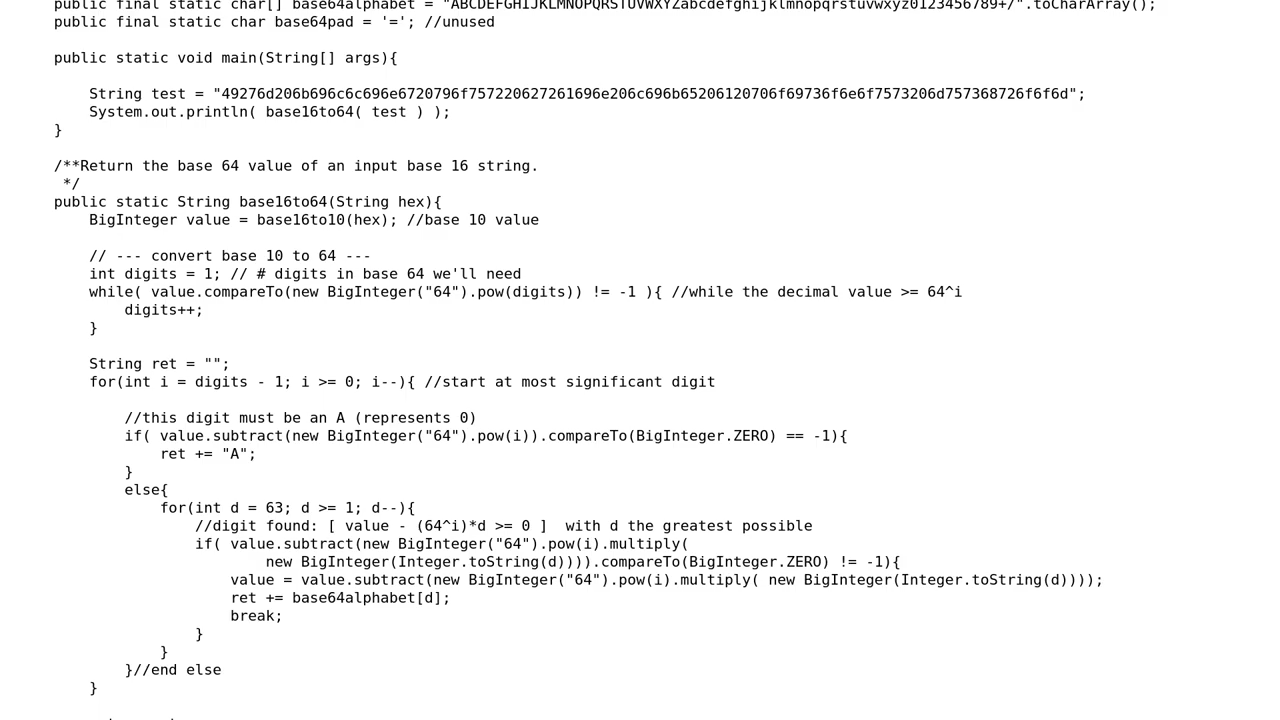 public final static char[] base64alphabet = "ABCDEFGHIJKLMNOPQRSTUVWXYZabcdefghijklmnopqrstuvwxyz0123456789+/".toCharArray();
public final static char base64pad = '='; //unused
public static void main(String[] args){
String test = "49276d206b696c6c696e6720796f757220627261696e206c696b65206120706f69736f6e6f7573206d757368726f6f6d";
System.out.println( base16to64( test ) );
}
/**Return the base 64 value of an input base 16 string.
*/
public static String base16to64(String hex){
BigInteger value = base16to10(hex); //base 10 value
// --- convert base 10 to 64 ---
int digits = 1; // # digits in base 64 we'll need
while( value.compareTo(new BigInteger("64").pow(digits)) != -1 ){ //while the decimal value >= 64^i
digits++;
}
String ret = "";
for(int i = digits - 1; i >= 0; i--){ //start at most significant digit
//this digit must be an A (represents 0)
if( value.subtract(new BigInteger("64").pow(i)).compareTo(BigInteger.ZERO) == -1){
ret += "A";
}
else{
for(int d = 63; d >= 1; d--){
//digit found: [ value - (64^i)*d >= 0 ]  with d the greatest possible
if( value.subtract(new BigInteger("64").pow(i).multiply(
new BigInteger(Integer.toString(d)))).compareTo(BigInteger.ZERO) != -1){
value = value.subtract(new BigInteger("64").pow(i).multiply( new BigInteger(Integer.toString(d))));
ret += base64alphabet[d];
break;
}
}
}//end else
}